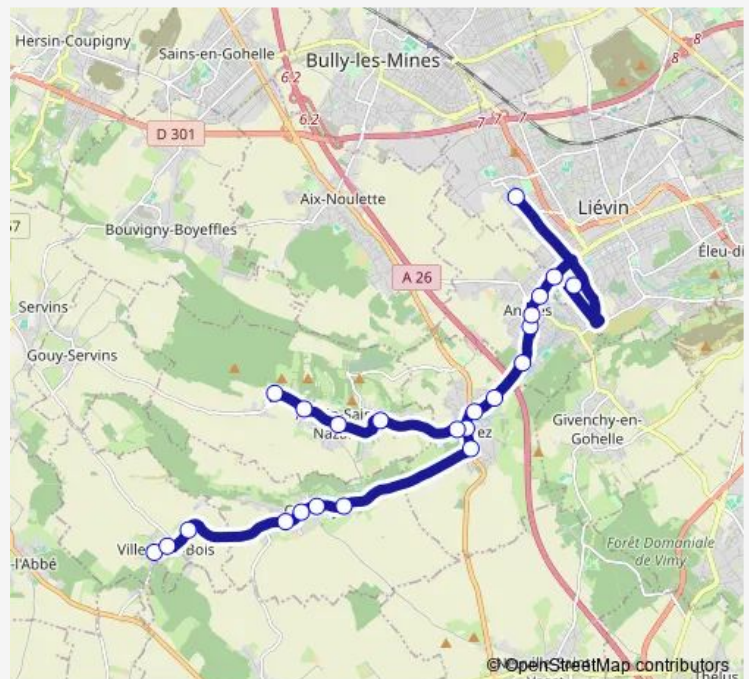 Hersin-Coupigny
Sains-en-Gohelle
Bully-les-Mines
8
8
6.2
6.2
7
7
7
D 301
Aix-Noulette
Liévin
Bouvigny-Boyeffles
Éleu-di
A 26
Servins
Gouy-Servins
Givenchy-en-
Gohelle
Forêt Domaniale
de Vimy
-l'Abbé
Bois
© OpenStreetMap contributors
Thélus